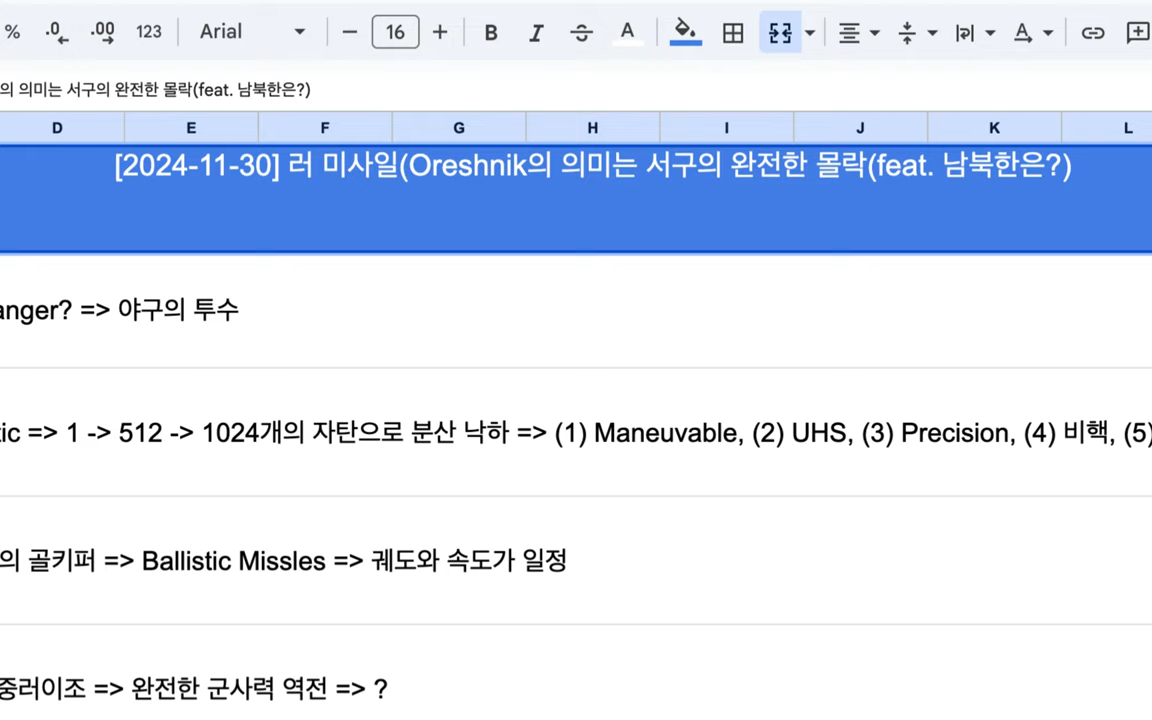 % .0 .00 123 Arial 16 B I A A
의 의미는 서구의 완전한 몰락(feat. 남북한은?)
D E F G H I J K L
[2024-11-30] 러 미사일(Oreshnik의 의미는 서구의 완전한 몰락(feat. 남북한은?)
anger? => 야구의 투수
tic => 1 -> 512 -> 1024개의 자탄으로 분산 낙하 => (1) Maneuvable, (2) UHS, (3) Precision, (4) 비핵, (5)
의 골키퍼 => Ballistic Missles => 궤도와 속도가 일정
중러이조 => 완전한 군사력 역전 => ?